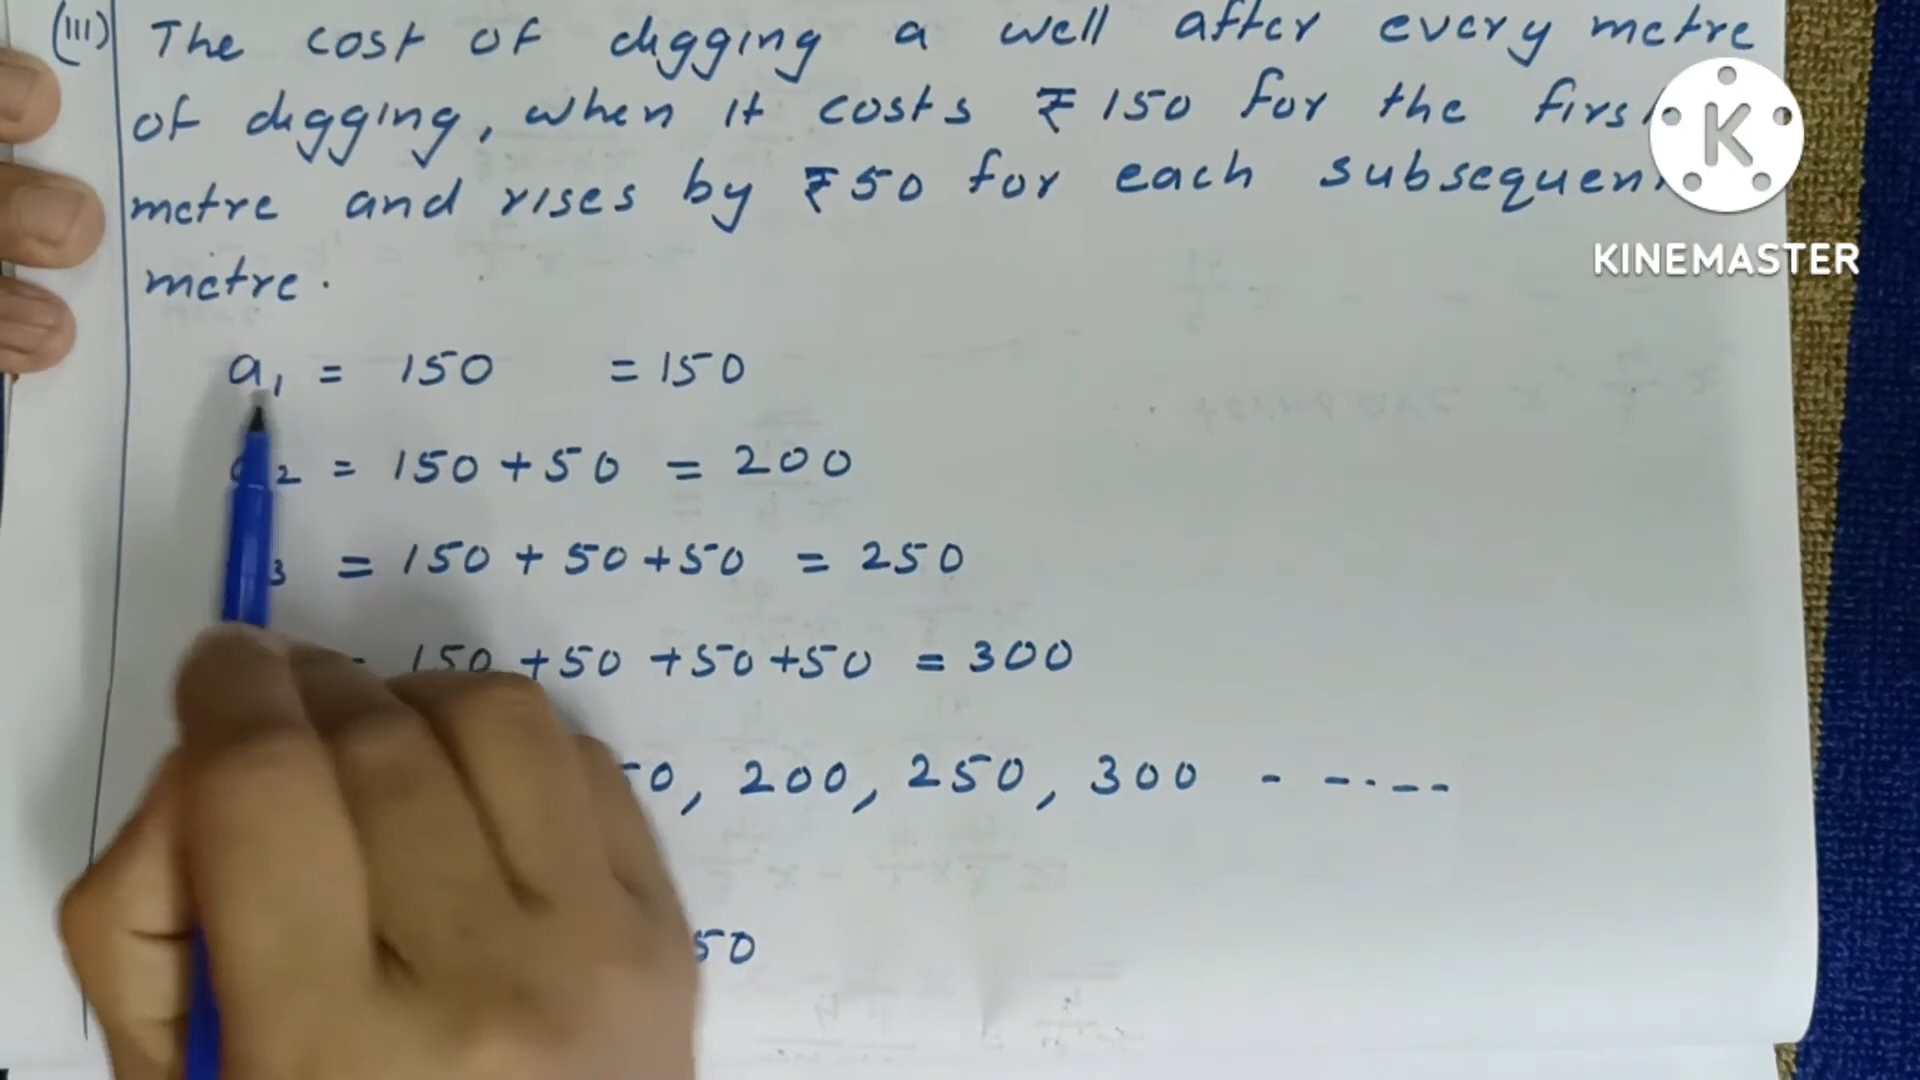 (iii) The cost of digging a well after every metre
of digging, when it costs ₹ 150 for the first
metre and rises by ₹50 for each subsequent
metre.
K
KINEMASTER
a1 = 150 = 150
2 = 150 + 50 = 200
3 = 150 + 50 + 50 = 250
= 150 + 50 + 50 + 50 = 300
50, 200, 250, 300 - - . - -
50